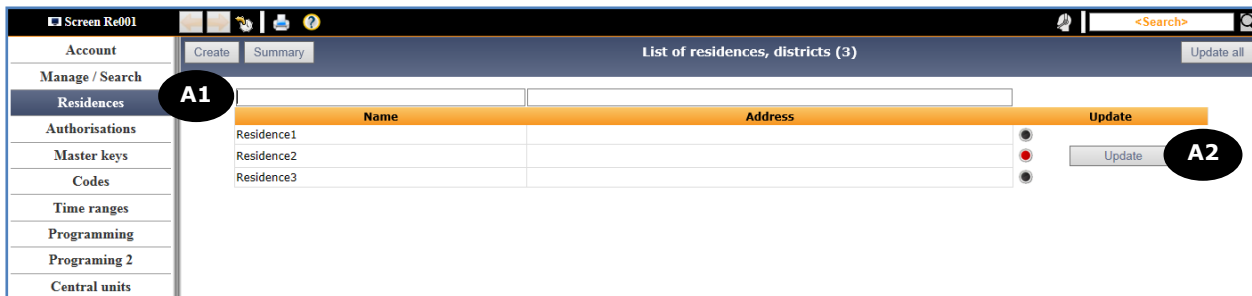 Screen Re001
<Search>
Account
Create Summary List of residences, districts (3) Update all
Manage / Search
Residences
A1
Name Address Update
Authorisations
Residence1
Master keys
Residence2 Update A2
Codes
Residence3
Time ranges
Programming
Programing 2
Central units